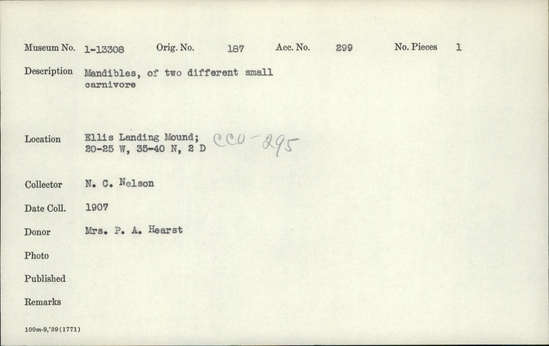 Museum No. 1-13308 Orig. No. 187 Acc. No. 299 No. Pieces 1
Description Mandibles, of two different small
carnivore
Location Ellis Landing Mound;
20-25 W, 35-40 N, 2 D CCO-295
Collector N. C. Nelson
Date Coll. 1907
Donor Mrs. P. A. Hearst
Photo
Published
Remarks
100m-9,'39(1771)